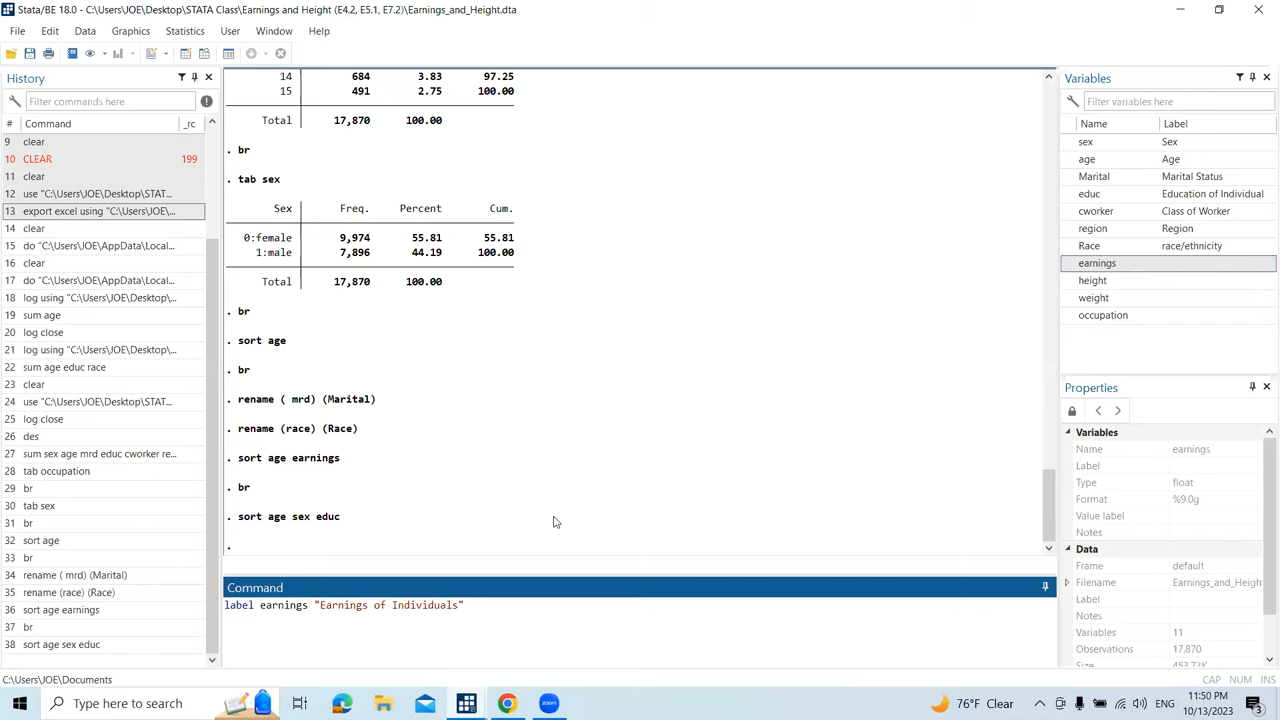 Stata/BE 18.0 - C:\Users\JOE\Desktop\STATA Class\Earnings and Height (E4.2, E5.1, E7.2)\Earnings_and_Height.dta
File Edit Data Graphics Statistics User Window Help
History
Filter commands here
# Command _rc
9 clear
10 CLEAR 199
11 clear
12 use "C:\Users\JOE\Desktop\STAT...
13 export excel using "C:\Users\JOE\...
14 clear
15 do "C:\Users\JOE\AppData\Local...
16 clear
17 do "C:\Users\JOE\AppData\Local...
18 log using "C:\Users\JOE\Desktop\...
19 sum age
20 log close
21 log using "C:\Users\JOE\Desktop\...
22 sum age educ race
23 clear
24 use "C:\Users\JOE\Desktop\STAT...
25 log close
26 des
27 sum sex age mrd educ cworker re...
28 tab occupation
29 br
30 tab sex
31 br
32 sort age
33 br
34 rename ( mrd) (Marital)
35 rename (race) (Race)
36 sort age earnings
37 br
38 sort age sex educ
14 684 3.83 97.25
15 491 2.75 100.00
Total 17,870 100.00
. br
. tab sex
Sex Freq. Percent Cum.
0:female 9,974 55.81 55.81
1:male 7,896 44.19 100.00
Total 17,870 100.00
. br
. sort age
. br
. rename ( mrd) (Marital)
. rename (race) (Race)
. sort age earnings
. br
. sort age sex educ
.
Command
label earnings "Earnings of Individuals"
Variables
Filter variables here
Name Label
sex Sex
age Age
Marital Marital Status
educ Education of Individual
cworker Class of Worker
region Region
Race race/ethnicity
earnings
height
weight
occupation
Properties
Variables
Name earnings
Label
Type float
Format %9.0g
Value label
Notes
Data
Frame default
Filename Earnings_and_Heigh
Label
Notes
Variables 11
Observations 17,870
Size 453.73K
C:\Users\JOE\Documents
CAP NUM INS
Type here to search
zoom
76°F Clear
ENG
11:50 PM
10/13/2023
3